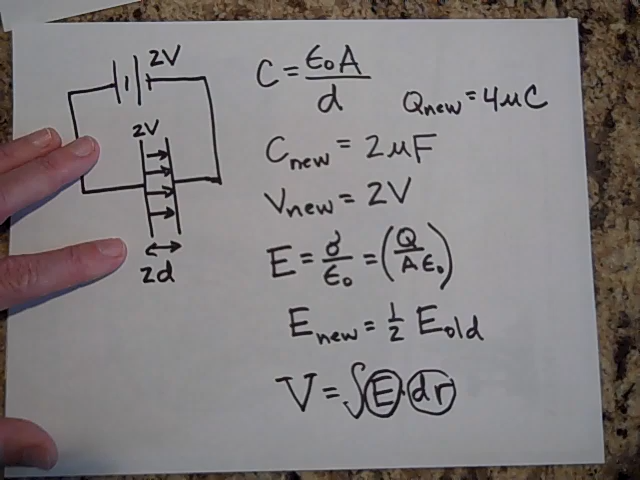 2V
2V
2d
C = ε₀A / d
Qnew = 4μC
Cnew = 2μF
Vnew = 2V
E = σ/ε₀ = (Q/Aε₀)
Enew = ½ Eold
V = ∫E·dr